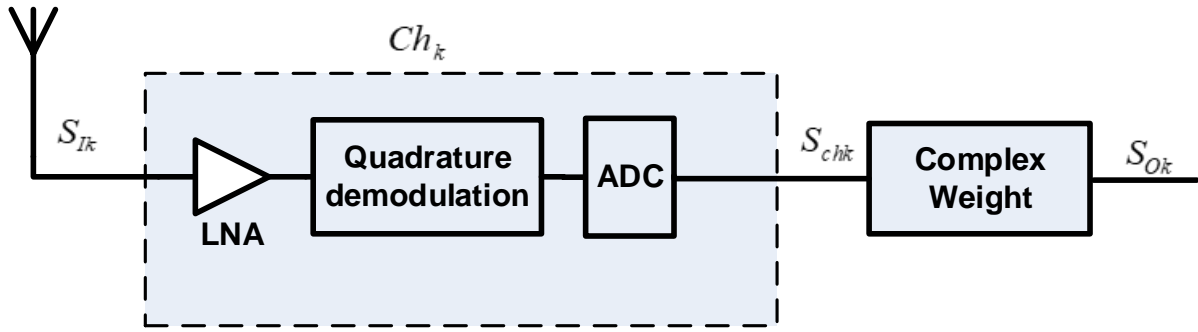 Ch_k
S_Ik
LNA
Quadrature
demodulation
ADC
S_chk
Complex
Weight
S_Ok